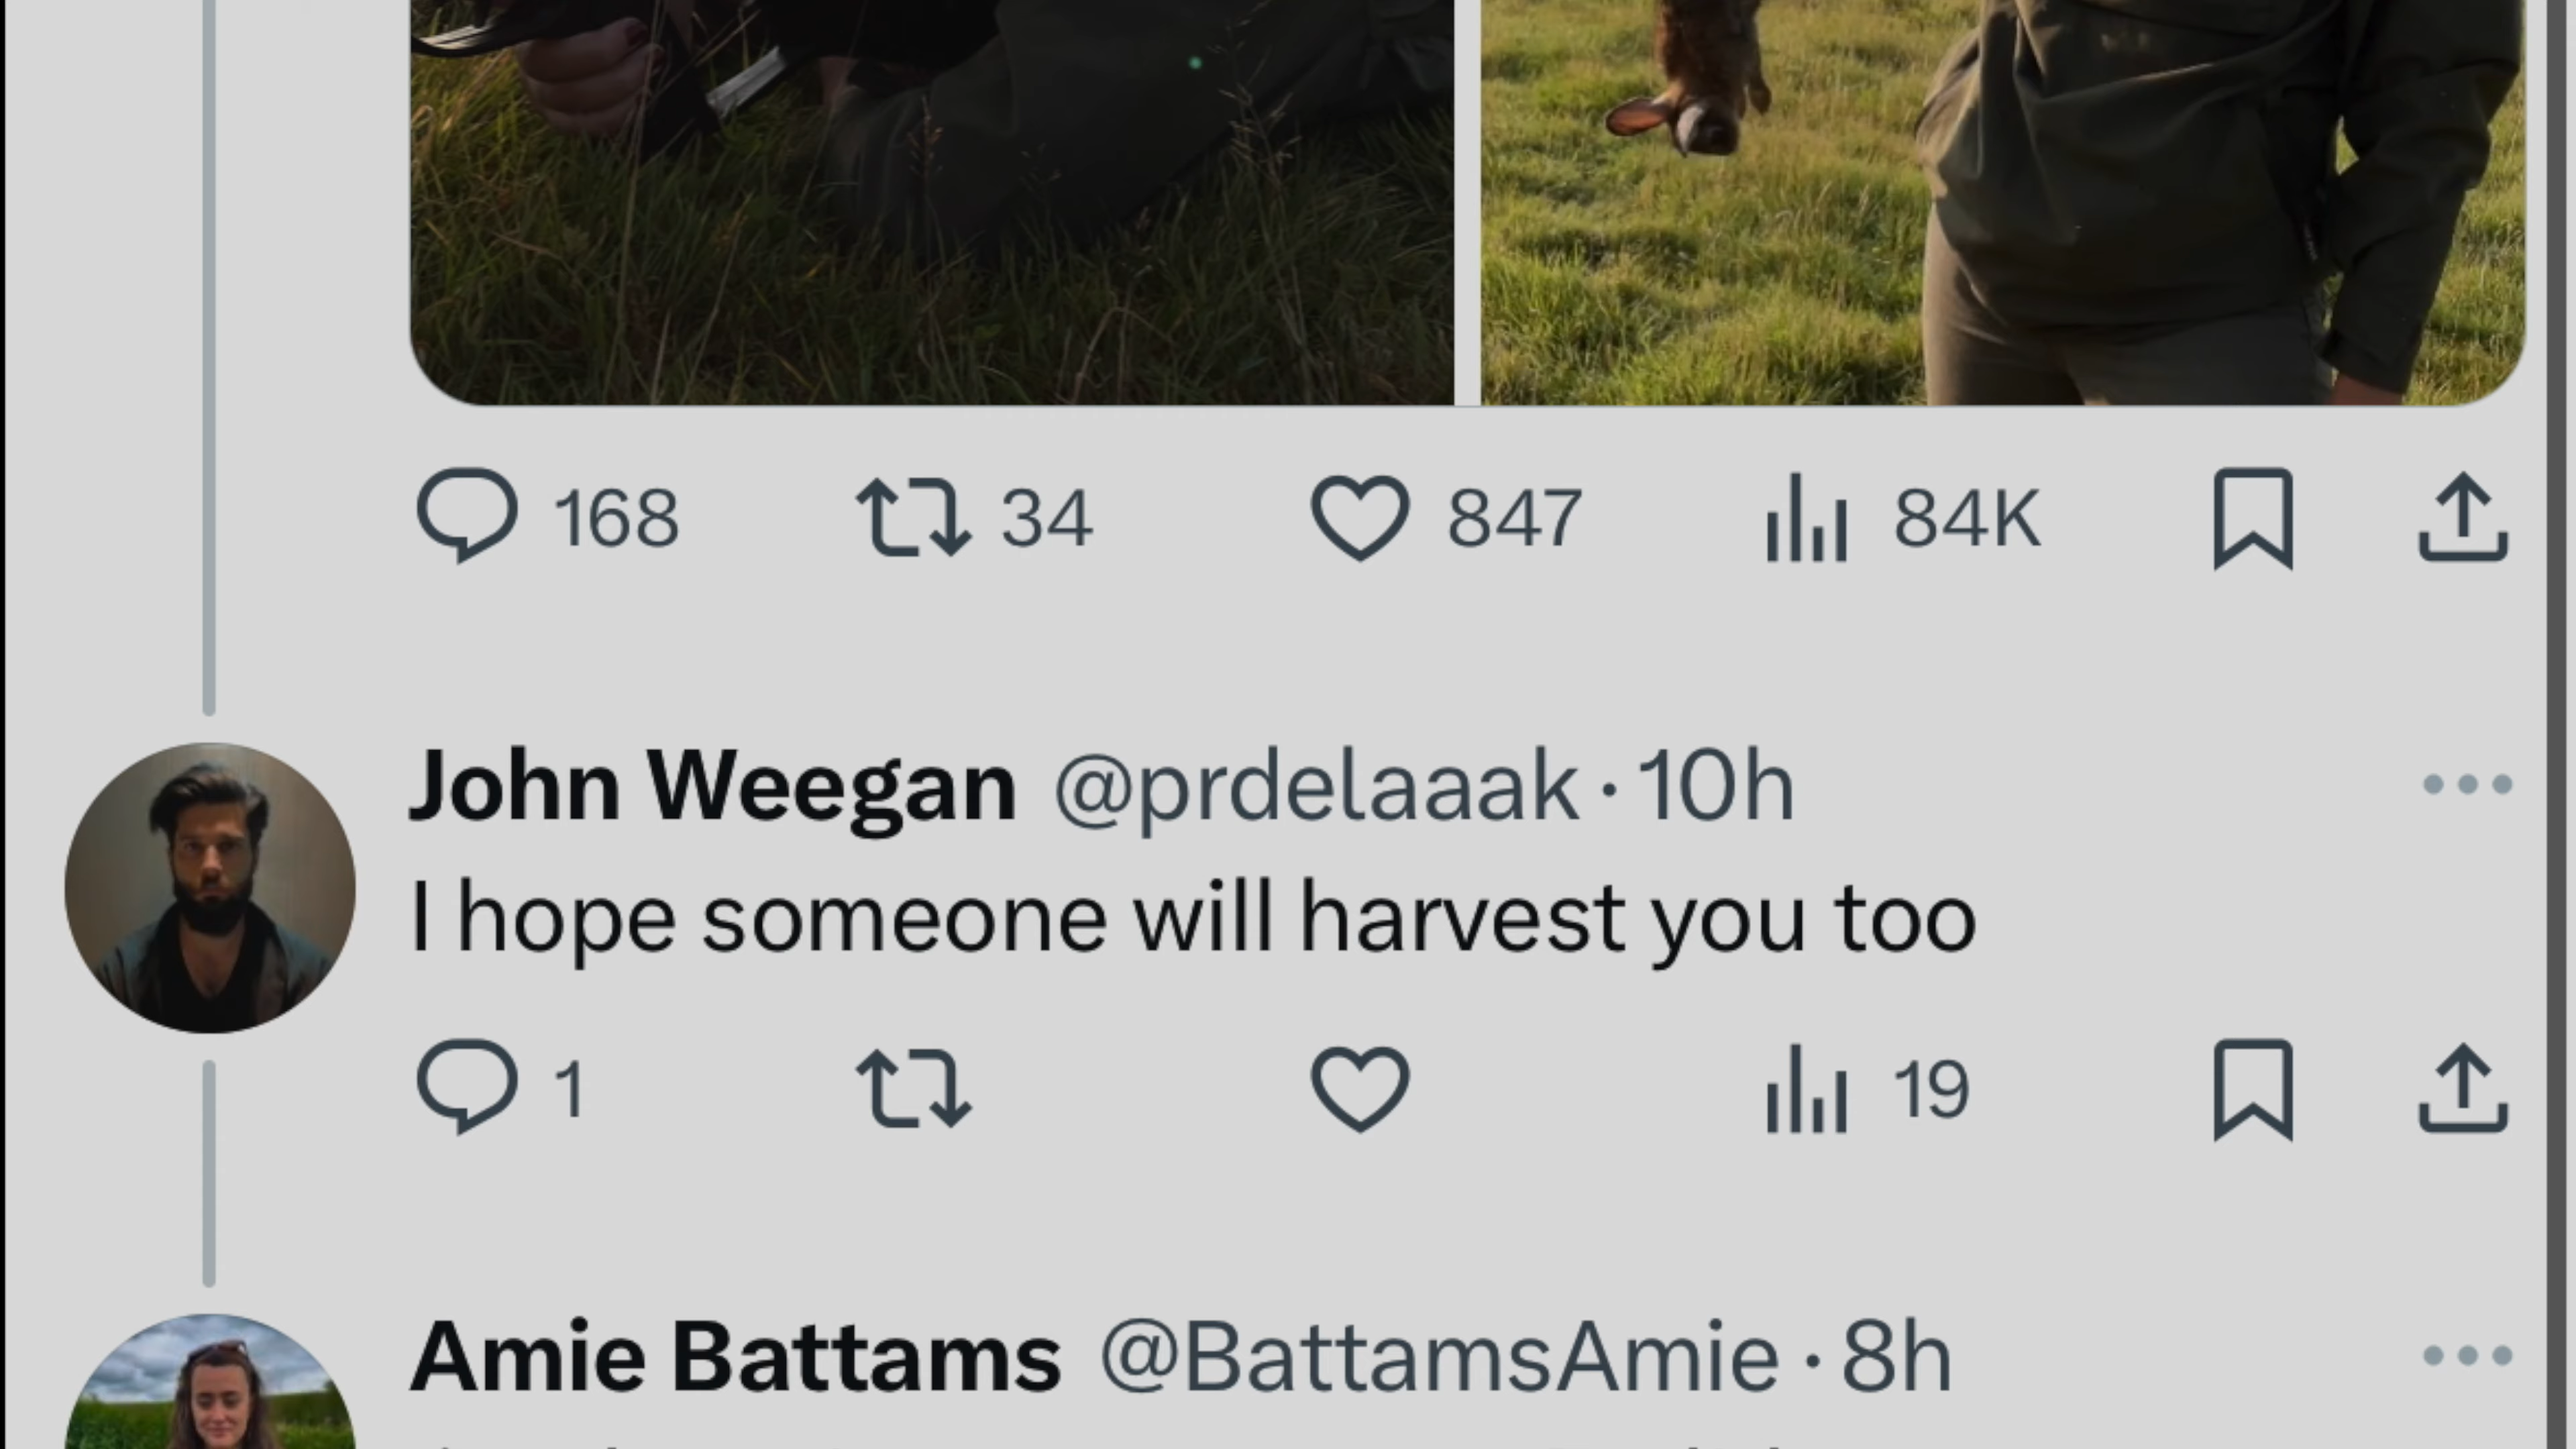 168 34 847 84K
John Weegan @prdelaaak · 10h
I hope someone will harvest you too
1 19
Amie Battams @BattamsAmie · 8h